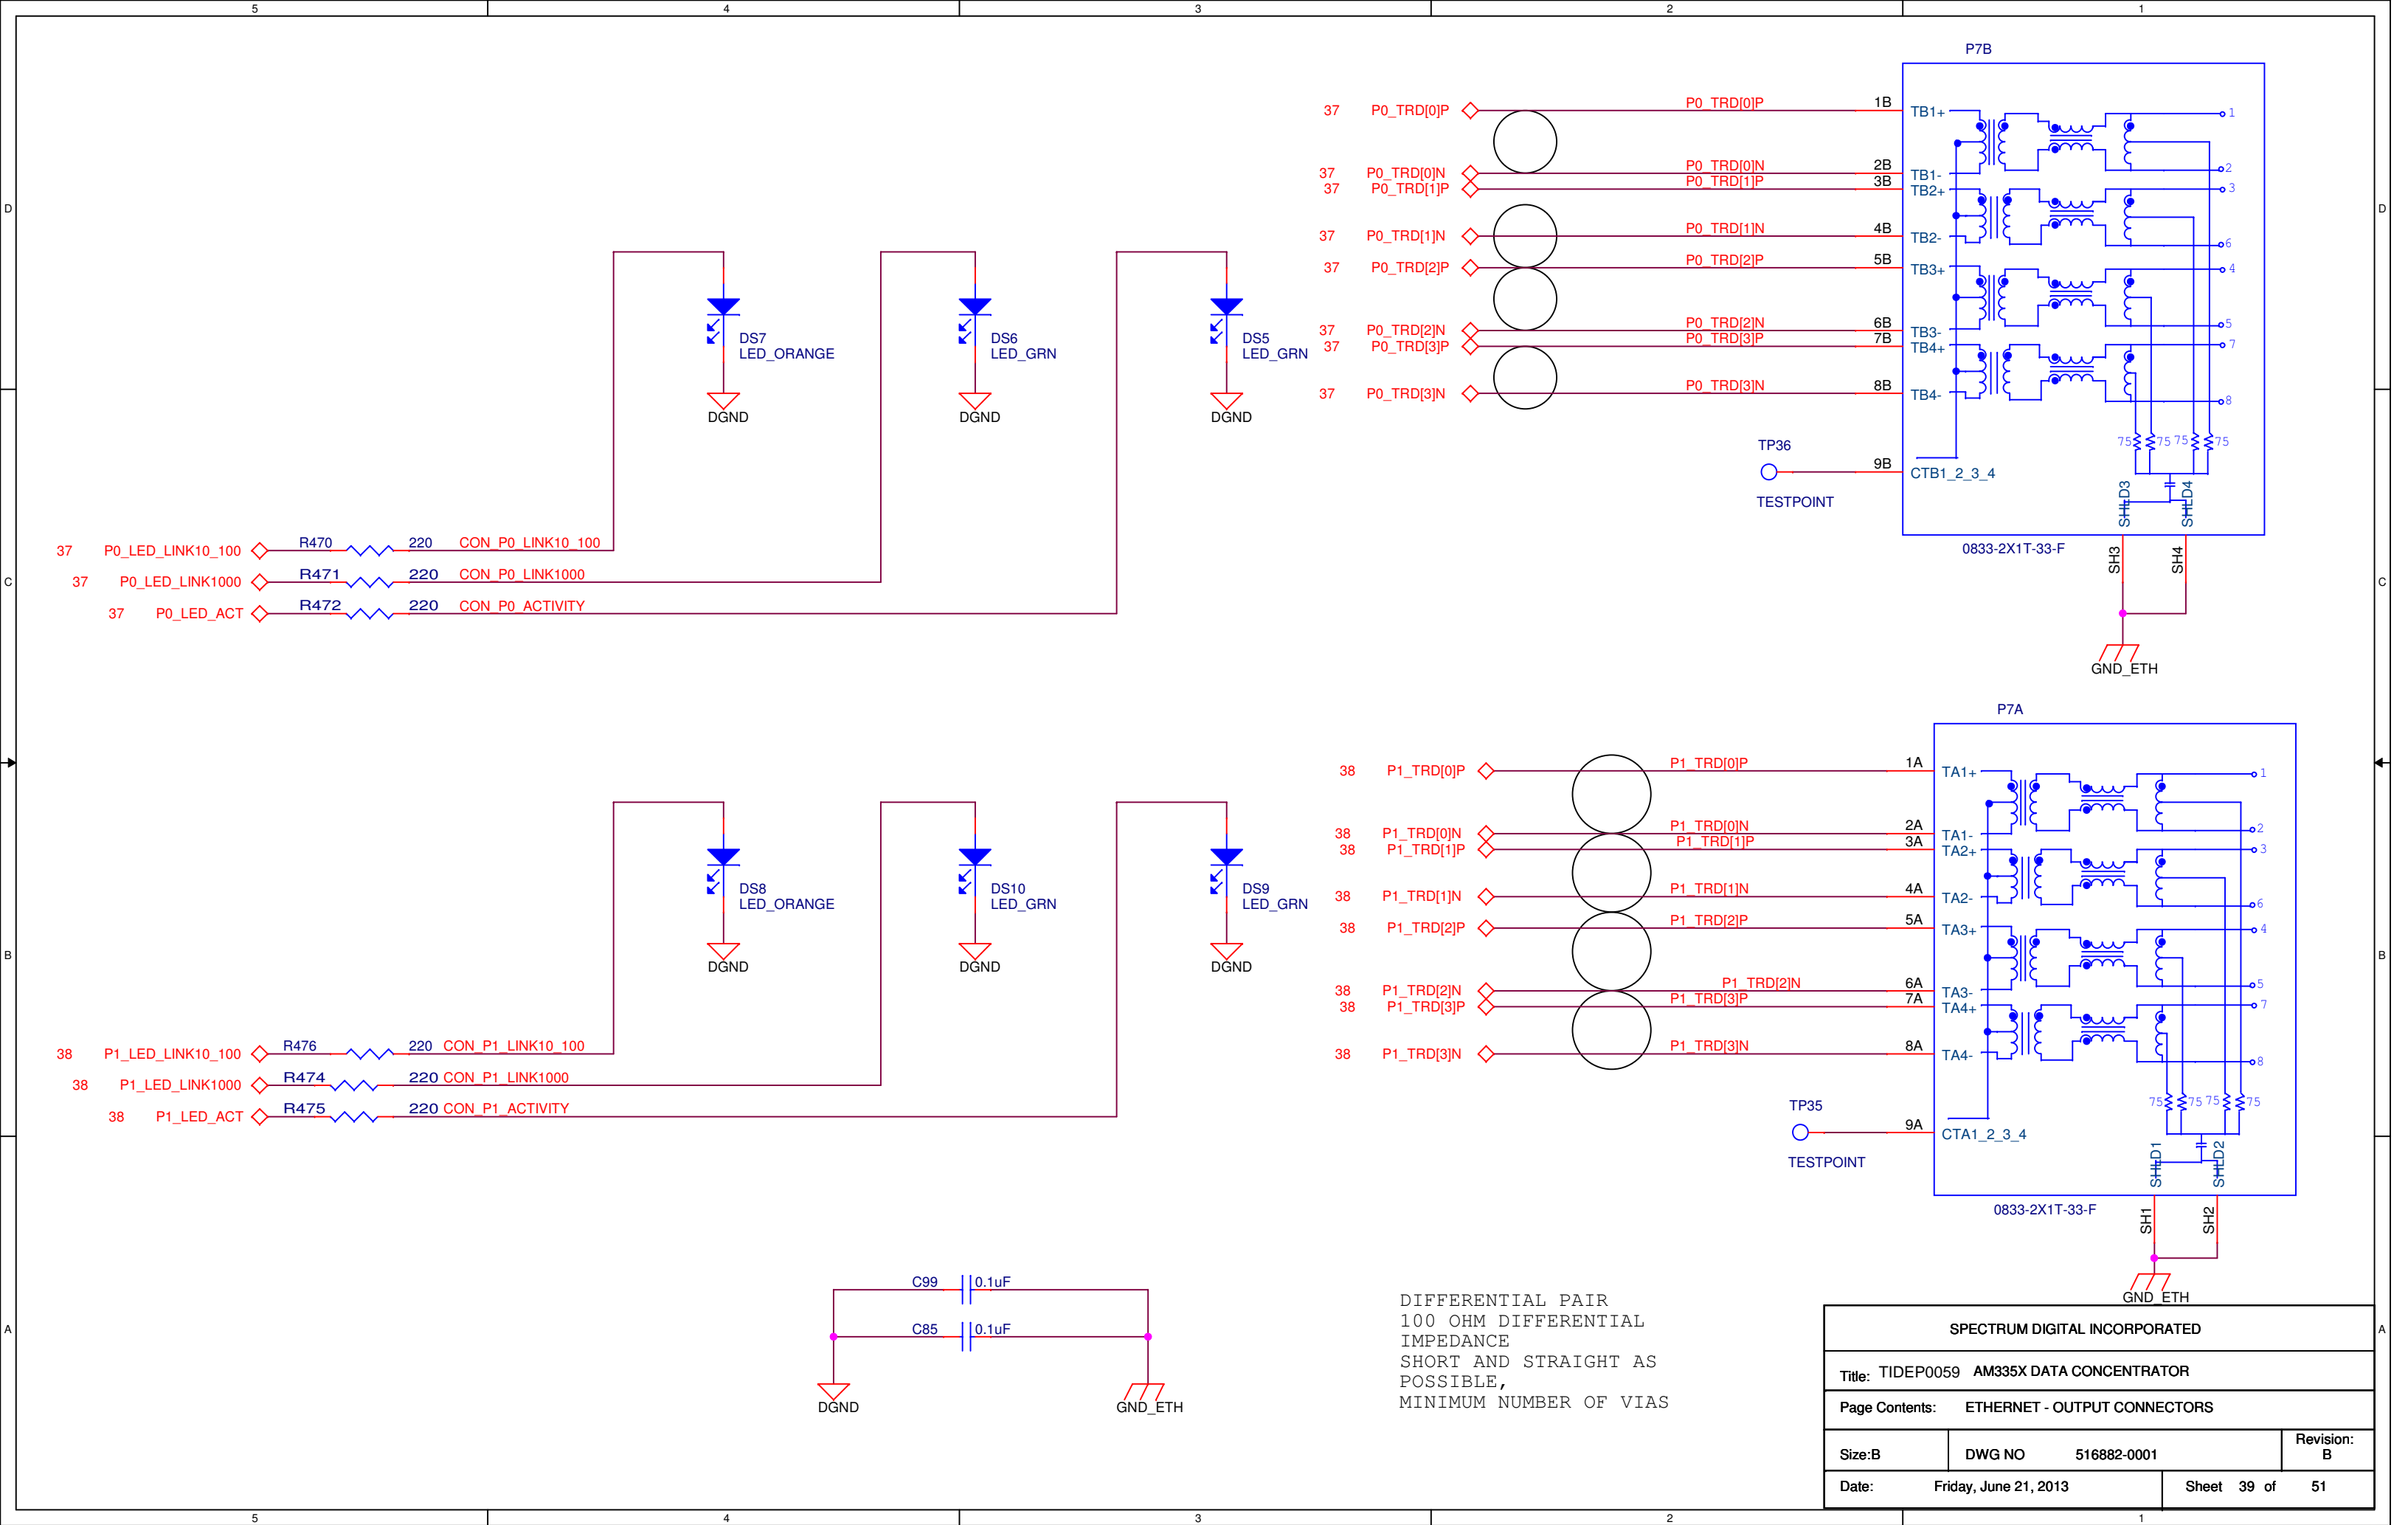 5 4 3 2 1
P7B
37 P0_TRD[0]P P0_TRD[0]P 1B TB1+ 1
37 P0_TRD[0]N P0_TRD[0]N 2B TB1- 2
37 P0_TRD[1]P P0_TRD[1]P 3B TB2+ 3
D D
37 P0_TRD[1]N P0_TRD[1]N 4B TB2- 6
37 P0_TRD[2]P P0_TRD[2]P 5B TB3+ 4
37 P0_TRD[2]N P0_TRD[2]N 6B TB3- 5
37 P0_TRD[3]P P0_TRD[3]P 7B TB4+ 7
37 P0_TRD[3]N P0_TRD[3]N 8B TB4- 8
DS7 DS6 DS5
LED_ORANGE LED_GRN LED_GRN
DGND DGND DGND
75 75 75 75
TP36
9B CTB1_2_3_4
TESTPOINT
SHLD3 SHLD4
0833-2X1T-33-F
SH3 SH4
GND_ETH
37 P0_LED_LINK10_100 R470 220 CON_P0_LINK10_100
C C
37 P0_LED_LINK1000 R471 220 CON_P0_LINK1000
37 P0_LED_ACT R472 220 CON_P0_ACTIVITY
P7A
38 P1_TRD[0]P P1_TRD[0]P 1A TA1+ 1
38 P1_TRD[0]N P1_TRD[0]N 2A TA1- 2
38 P1_TRD[1]P P1_TRD[1]P 3A TA2+ 3
38 P1_TRD[1]N P1_TRD[1]N 4A TA2- 6
38 P1_TRD[2]P P1_TRD[2]P 5A TA3+ 4
B B
38 P1_TRD[2]N P1_TRD[2]N 6A TA3- 5
38 P1_TRD[3]P P1_TRD[3]P 7A TA4+ 7
38 P1_TRD[3]N P1_TRD[3]N 8A TA4- 8
DS8 DS10 DS9
LED_ORANGE LED_GRN LED_GRN
DGND DGND DGND
75 75 75 75
TP35
9A CTA1_2_3_4
TESTPOINT
SHLD1 SHLD2
0833-2X1T-33-F
SH1 SH2
GND_ETH
38 P1_LED_LINK10_100 R476 220 CON_P1_LINK10_100
38 P1_LED_LINK1000 R474 220 CON_P1_LINK1000
38 P1_LED_ACT R475 220 CON_P1_ACTIVITY
C99 0.1uF
C85 0.1uF
DGND GND_ETH
A A
DIFFERENTIAL PAIR
100 OHM DIFFERENTIAL
IMPEDANCE
SHORT AND STRAIGHT AS
POSSIBLE,
MINIMUM NUMBER OF VIAS
SPECTRUM DIGITAL INCORPORATED
Title: TIDEP0059 AM335X DATA CONCENTRATOR
Page Contents: ETHERNET - OUTPUT CONNECTORS
Size:B DWG NO 516882-0001 Revision: B
Date: Friday, June 21, 2013 Sheet 39 of 51
5 4 3 2 1